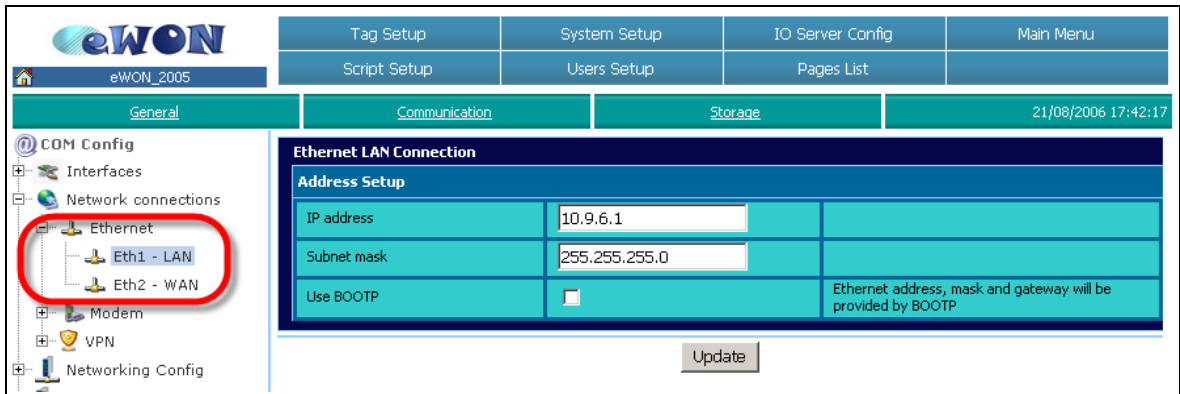 eWON
Tag Setup System Setup IO Server Config Main Menu
eWON_2005
Script Setup Users Setup Pages List
General Communication Storage 21/08/2006 17:42:17
@ COM Config
Interfaces
Network connections
Ethernet
Eth1 - LAN
Eth2 - WAN
Modem
VPN
Networking Config
Ethernet LAN Connection
Address Setup
IP address 10.9.6.1
Subnet mask 255.255.255.0
Use BOOTP Ethernet address, mask and gateway will be
provided by BOOTP
Update